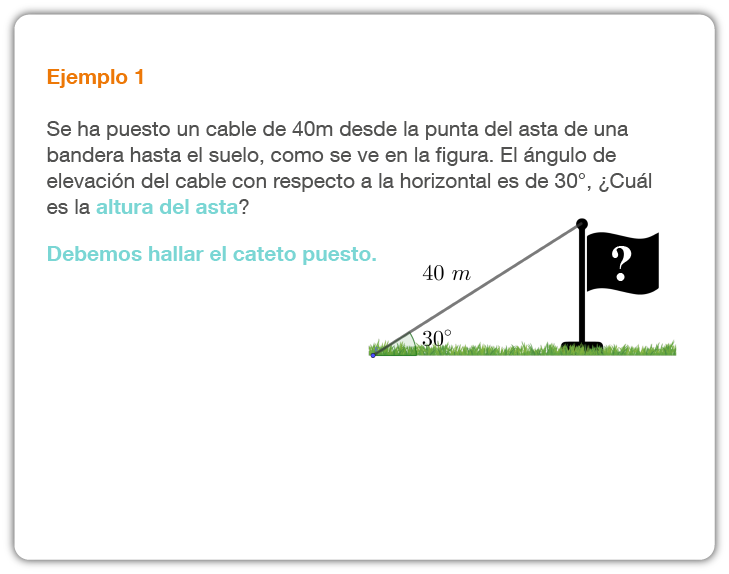 Ejemplo 1
Se ha puesto un cable de 40m desde la punta del asta de una
bandera hasta el suelo, como se ve en la figura. El ángulo de
elevación del cable con respecto a la horizontal es de 30°, ¿Cuál
es la altura del asta?
Debemos hallar el cateto puesto.
40 m
?
30°